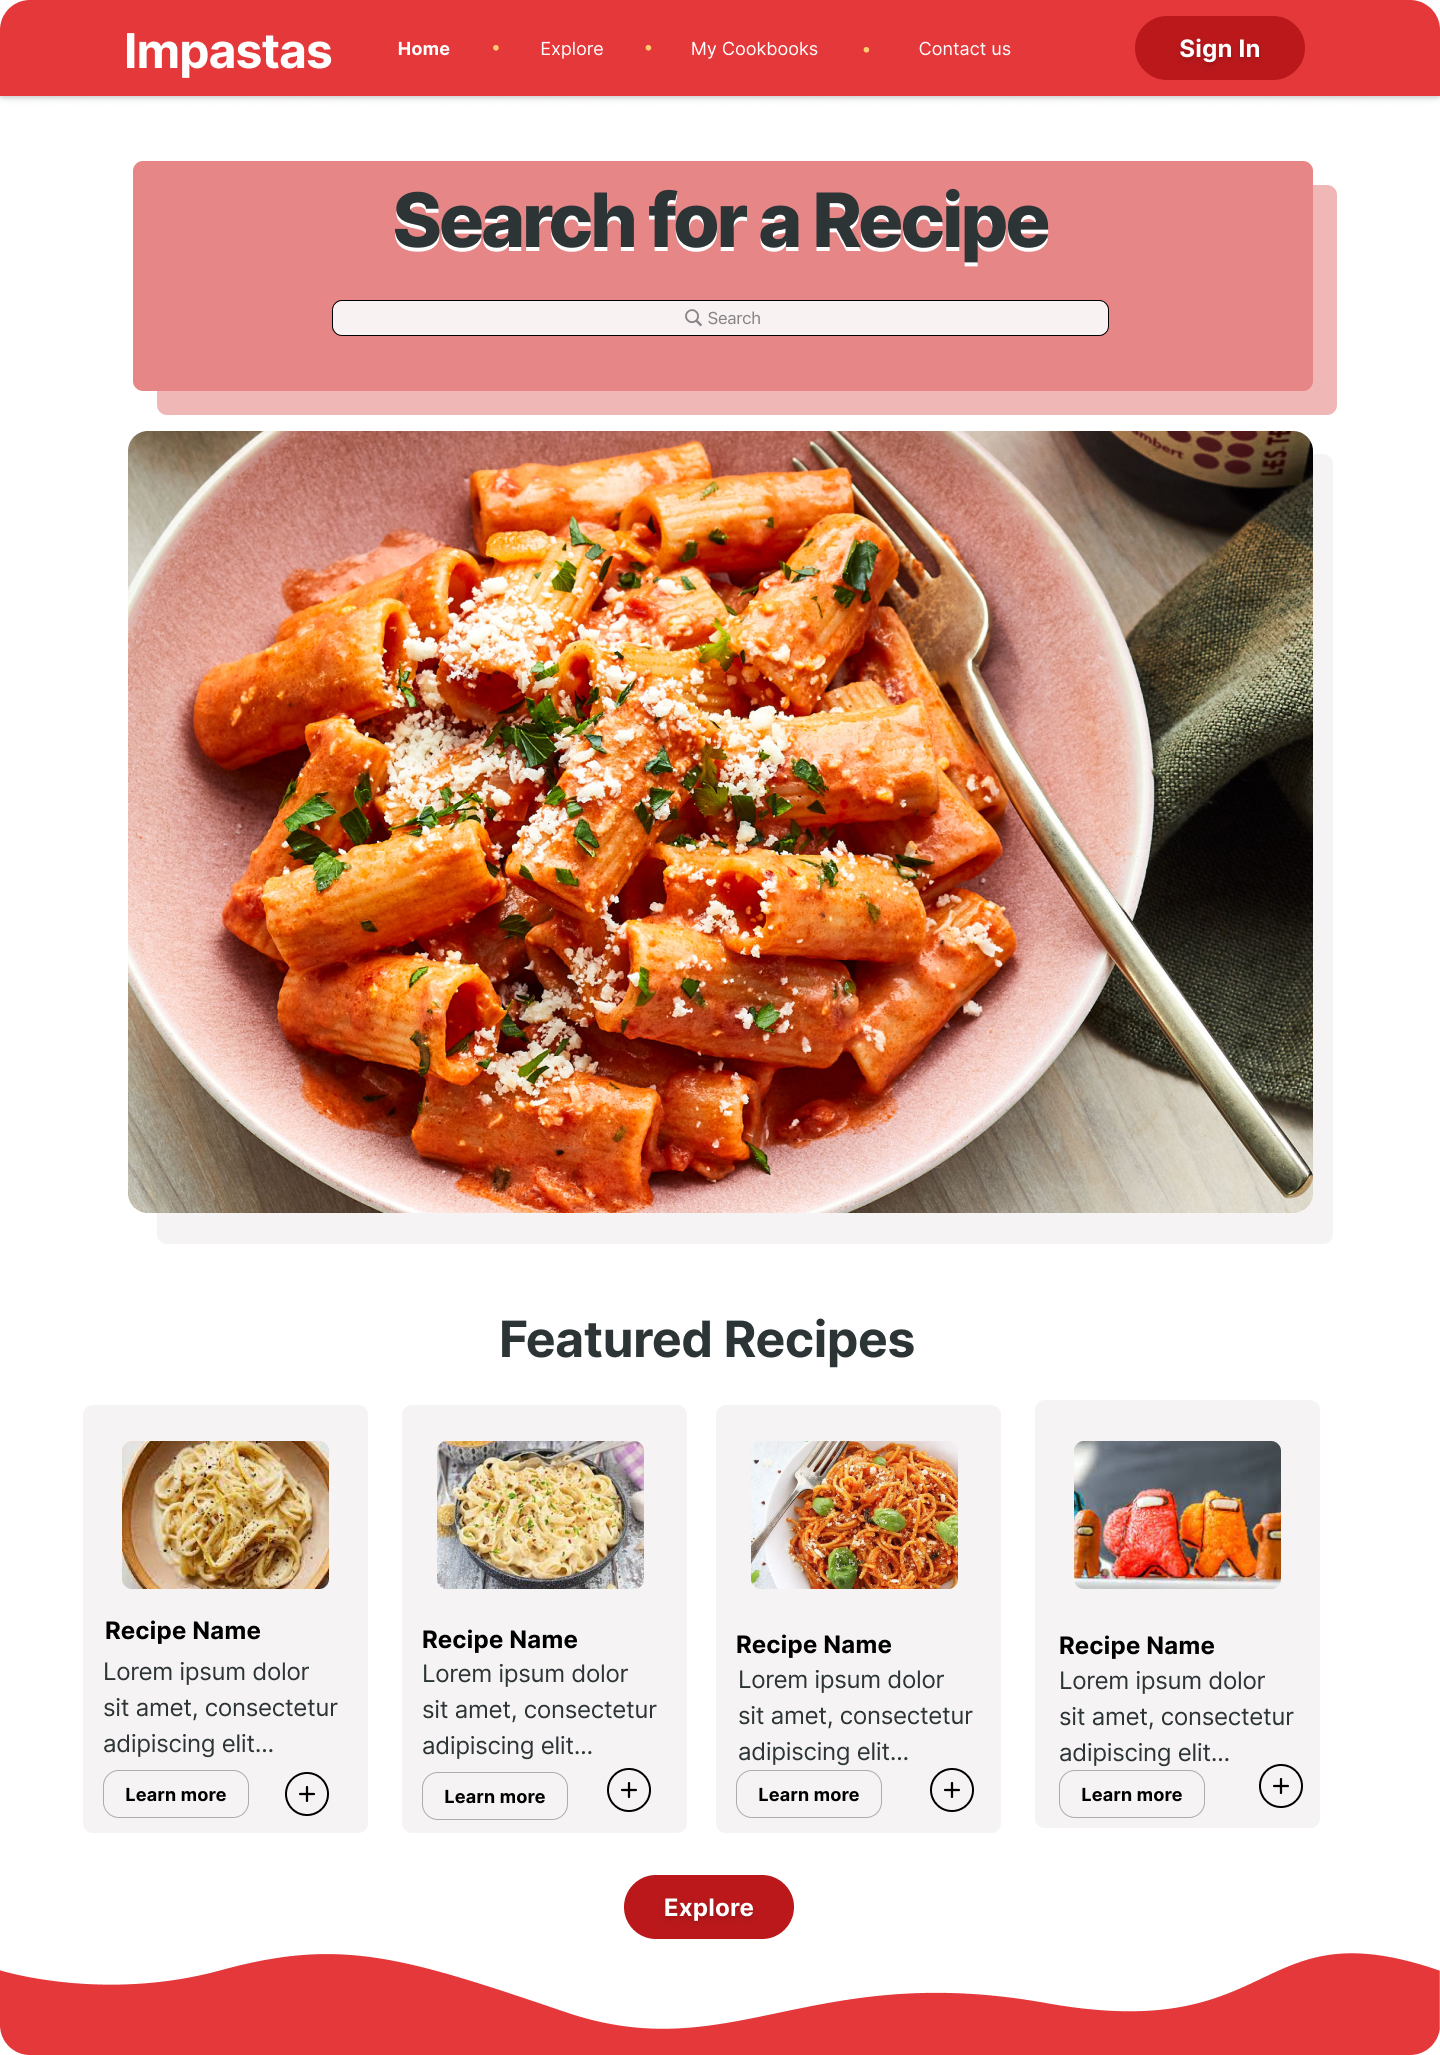 Impastas
Home • Explore • My Cookbooks • Contact us
Sign In
Search for a Recipe
Search
mbert
LES.T
Featured Recipes
Recipe Name
Lorem ipsum dolor
sit amet, consectetur
adipiscing elit...
Learn more
Recipe Name
Lorem ipsum dolor
sit amet, consectetur
adipiscing elit...
Learn more
Recipe Name
Lorem ipsum dolor
sit amet, consectetur
adipiscing elit...
Learn more
Recipe Name
Lorem ipsum dolor
sit amet, consectetur
adipiscing elit...
Learn more
Explore